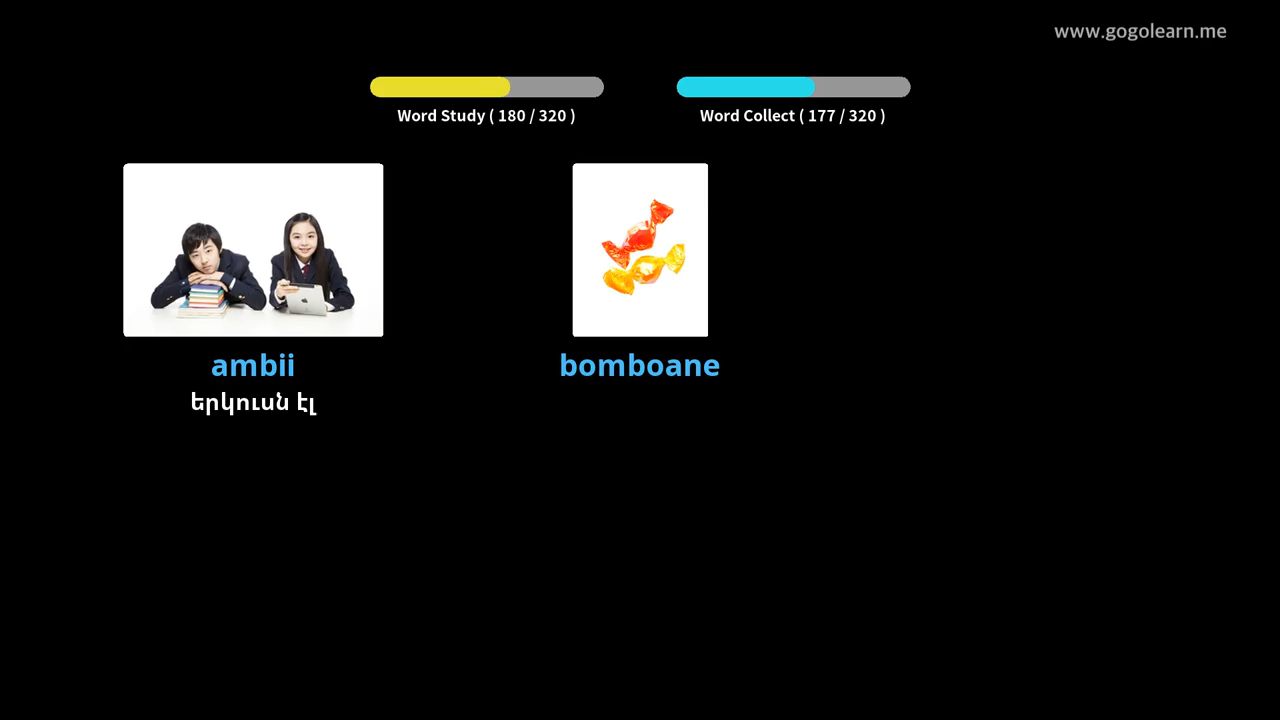 www.gogolearn.me
Word Study ( 180 / 320 )
Word Collect ( 177 / 320 )
ambii
երկուսն էլ
bomboane